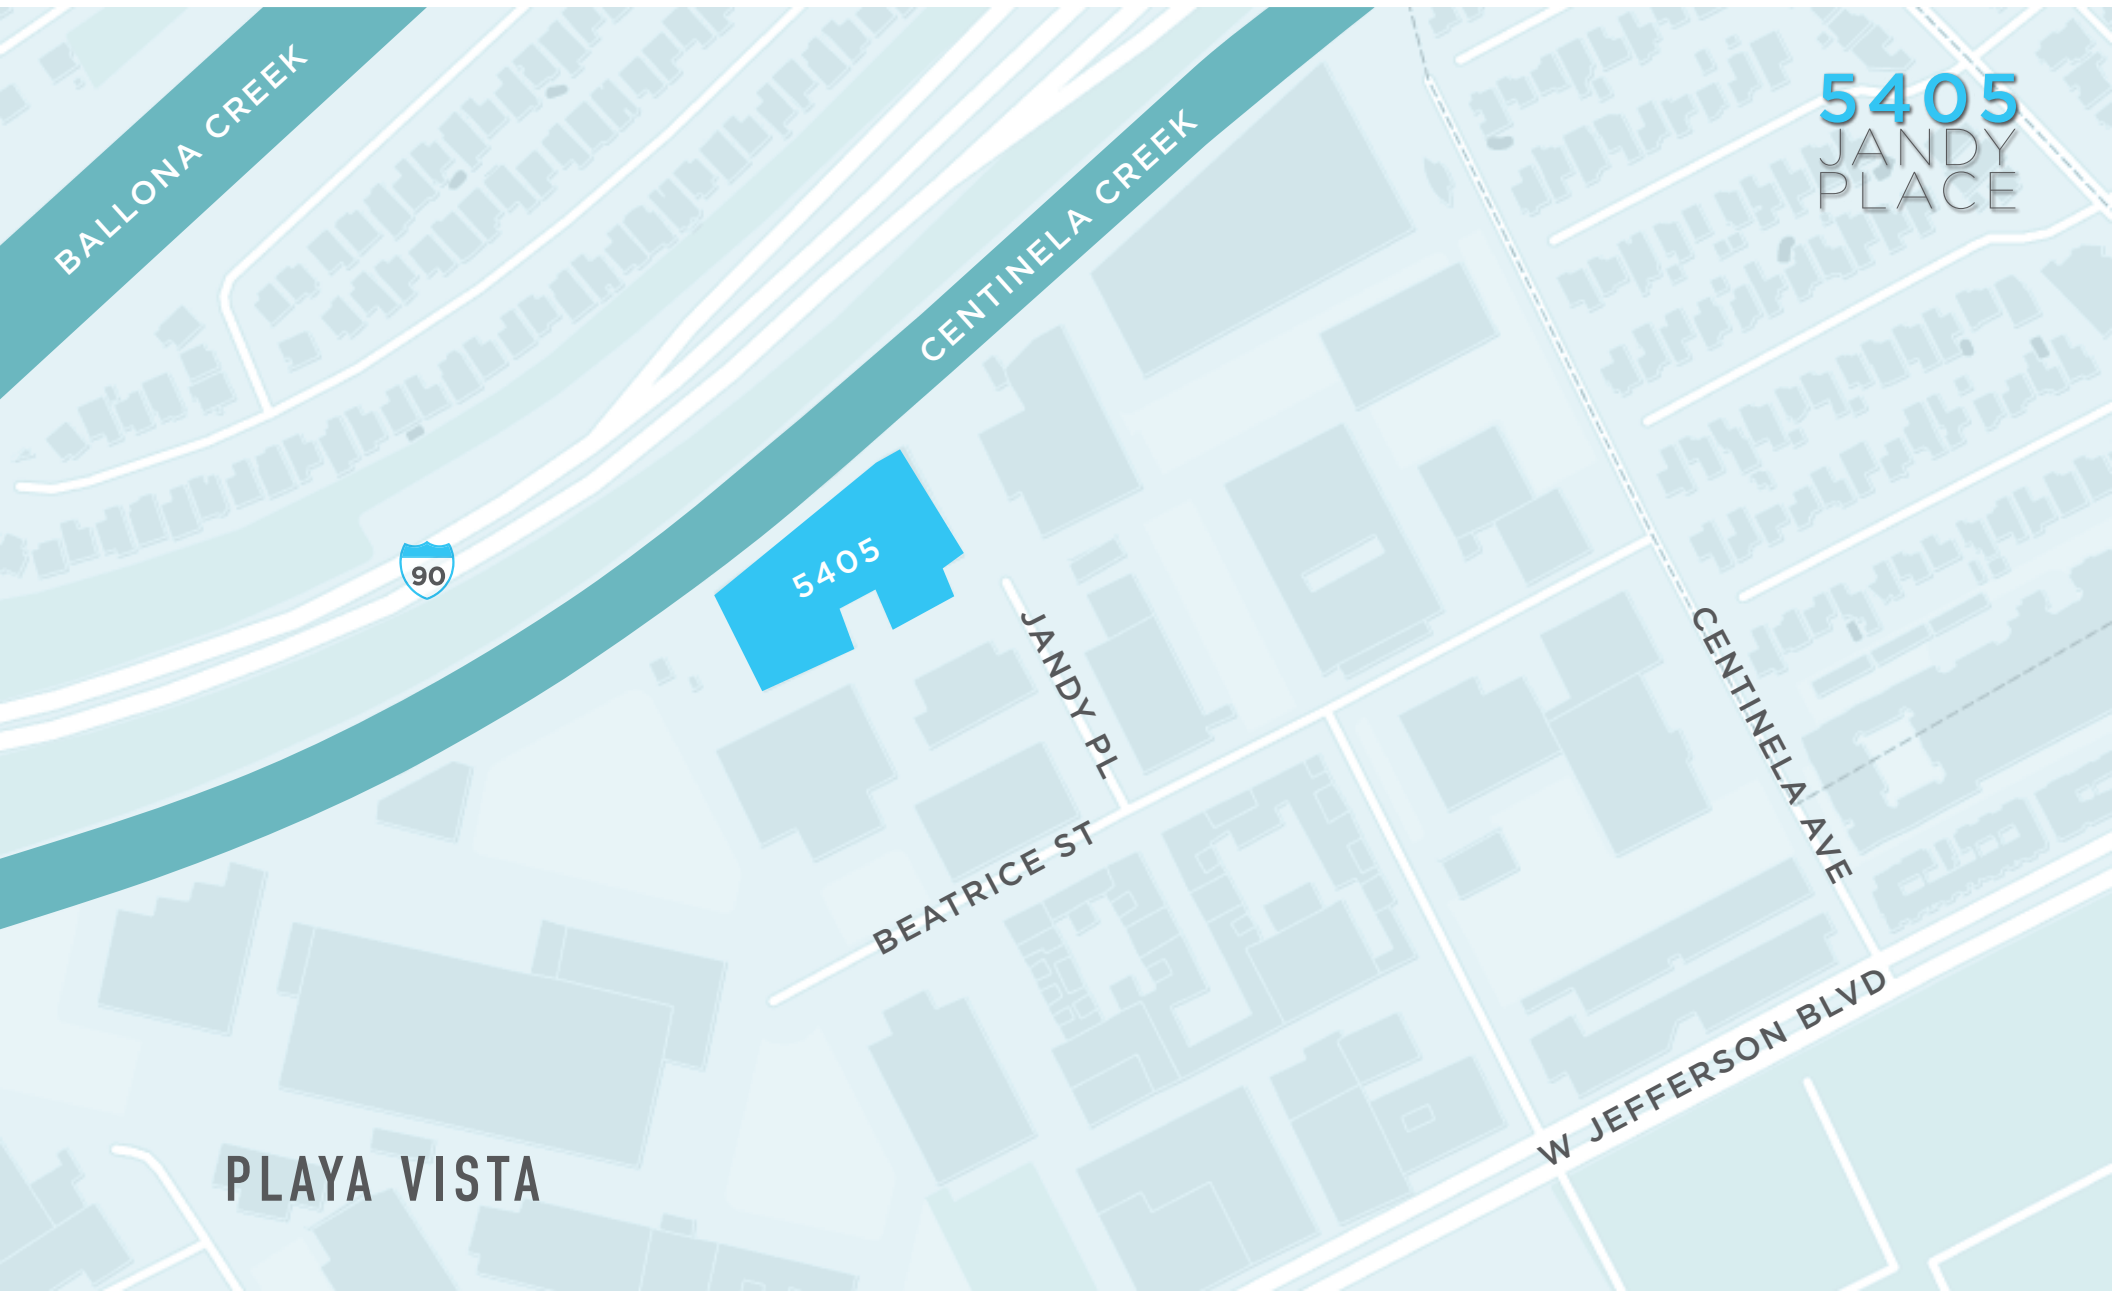 BALLONA CREEK
5405
JANDY
PLACE
CENTINELA CREEK
5405
90
JANDY PL
CENTINELA AVE
BEATRICE ST
W JEFFERSON BLVD
PLAYA VISTA